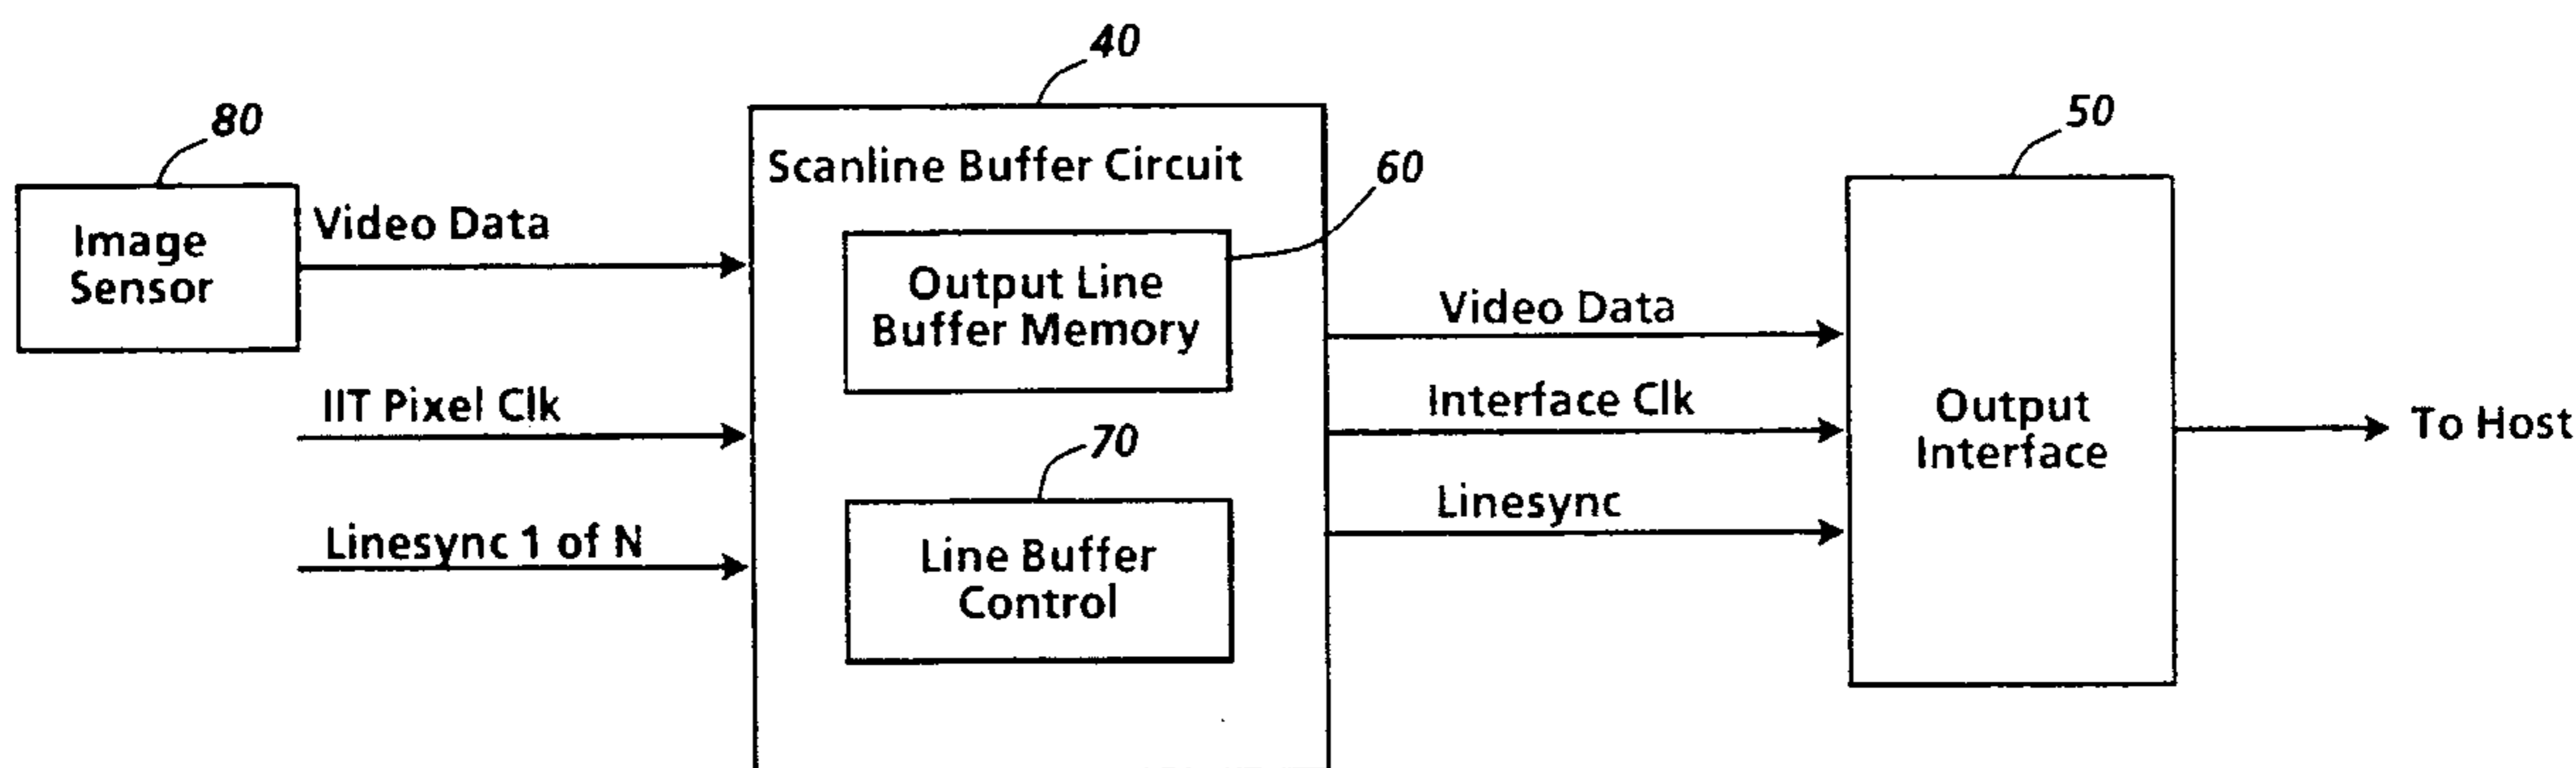 40
80
50
Scanline Buffer Circuit
60
Image
Sensor
Video Data
Output Line
Buffer Memory
Video Data
IIT Pixel Clk
Interface Clk
Output
Interface
To Host
70
Linesync
Linesync 1 of N
Line Buffer
Control